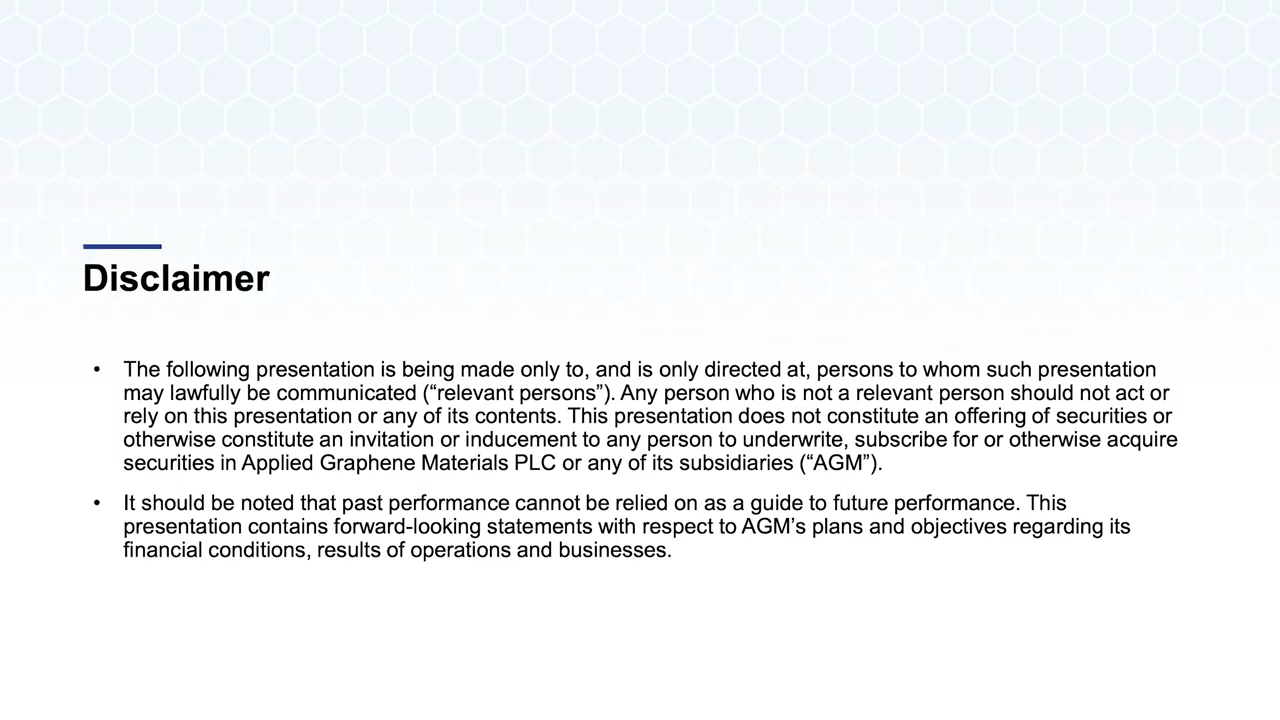 Disclaimer
• The following presentation is being made only to, and is only directed at, persons to whom such presentation
may lawfully be communicated (“relevant persons”). Any person who is not a relevant person should not act or
rely on this presentation or any of its contents. This presentation does not constitute an offering of securities or
otherwise constitute an invitation or inducement to any person to underwrite, subscribe for or otherwise acquire
securities in Applied Graphene Materials PLC or any of its subsidiaries (“AGM”).
• It should be noted that past performance cannot be relied on as a guide to future performance. This
presentation contains forward-looking statements with respect to AGM’s plans and objectives regarding its
financial conditions, results of operations and businesses.